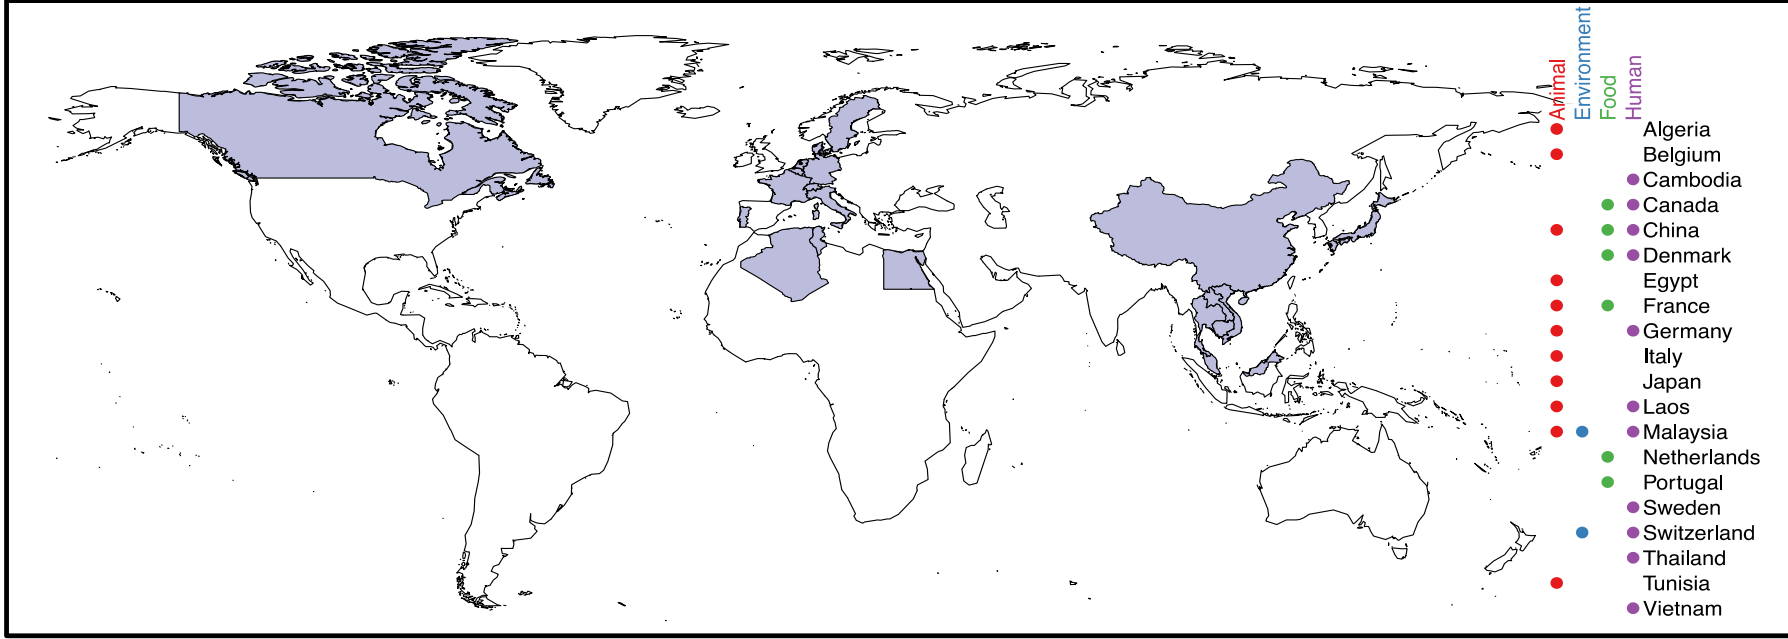 Animal
Environment
Food
Human
Algeria
Belgium
Cambodia
Canada
China
Denmark
Egypt
France
Germany
Italy
Japan
Laos
Malaysia
Netherlands
Portugal
Sweden
Switzerland
Thailand
Tunisia
Vietnam